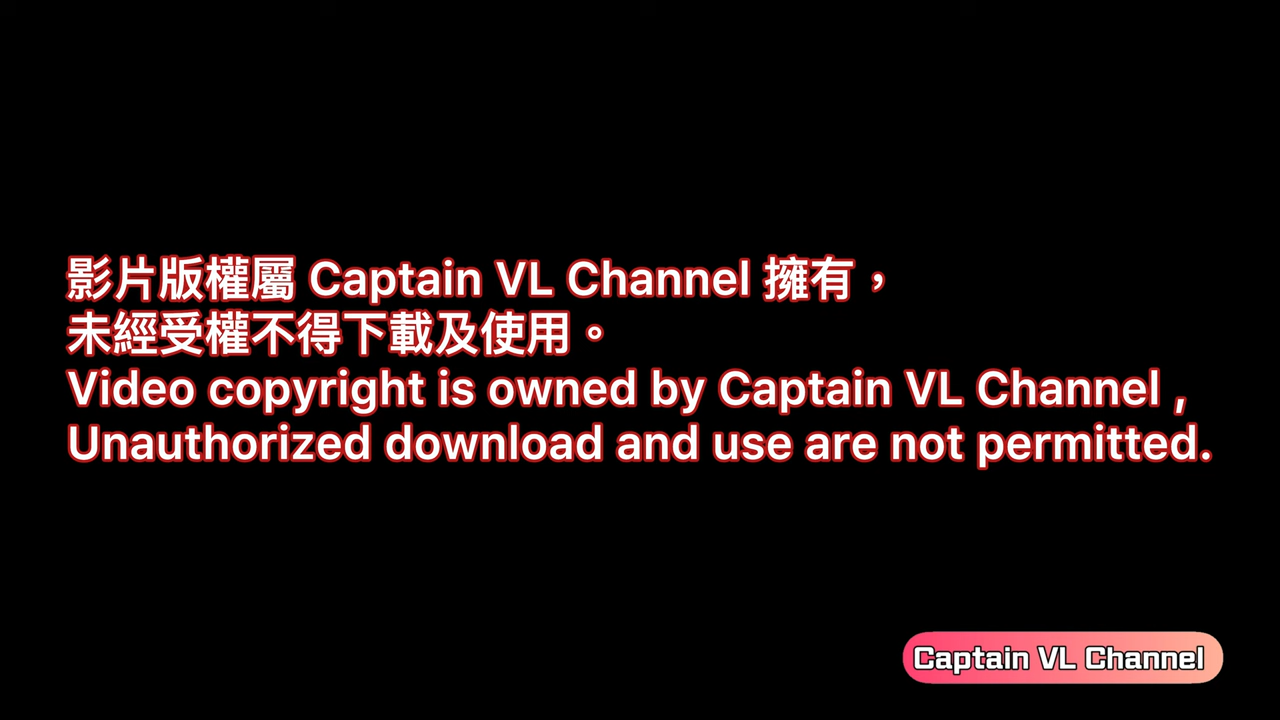 影片版權屬 Captain VL Channel 擁有，
未經受權不得下載及使用。
Video copyright is owned by Captain VL Channel ,
Unauthorized download and use are not permitted.
Captain VL Channel